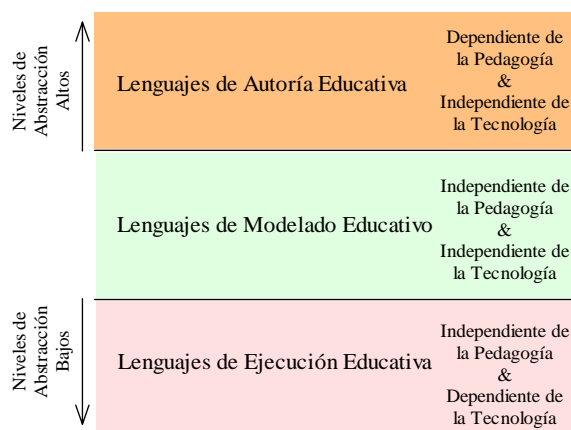 Niveles de
Abstracción
Altos
Lenguajes de Autoría Educativa
Dependiente de
la Pedagogía
&
Independiente de
la Tecnología
Lenguajes de Modelado Educativo
Independiente de
la Pedagogía
&
Independiente de
la Tecnología
Niveles de
Abstracción
Bajos
Lenguajes de Ejecución Educativa
Independiente de
la Pedagogía
&
Dependiente de
la Tecnología